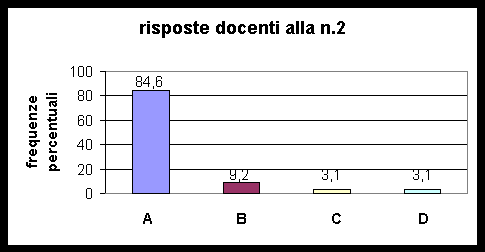 risposte docenti alla n.2
frequenze
percentuali
100
80
60
40
20
0
84,6
9,2
3,1
3,1
A B C D